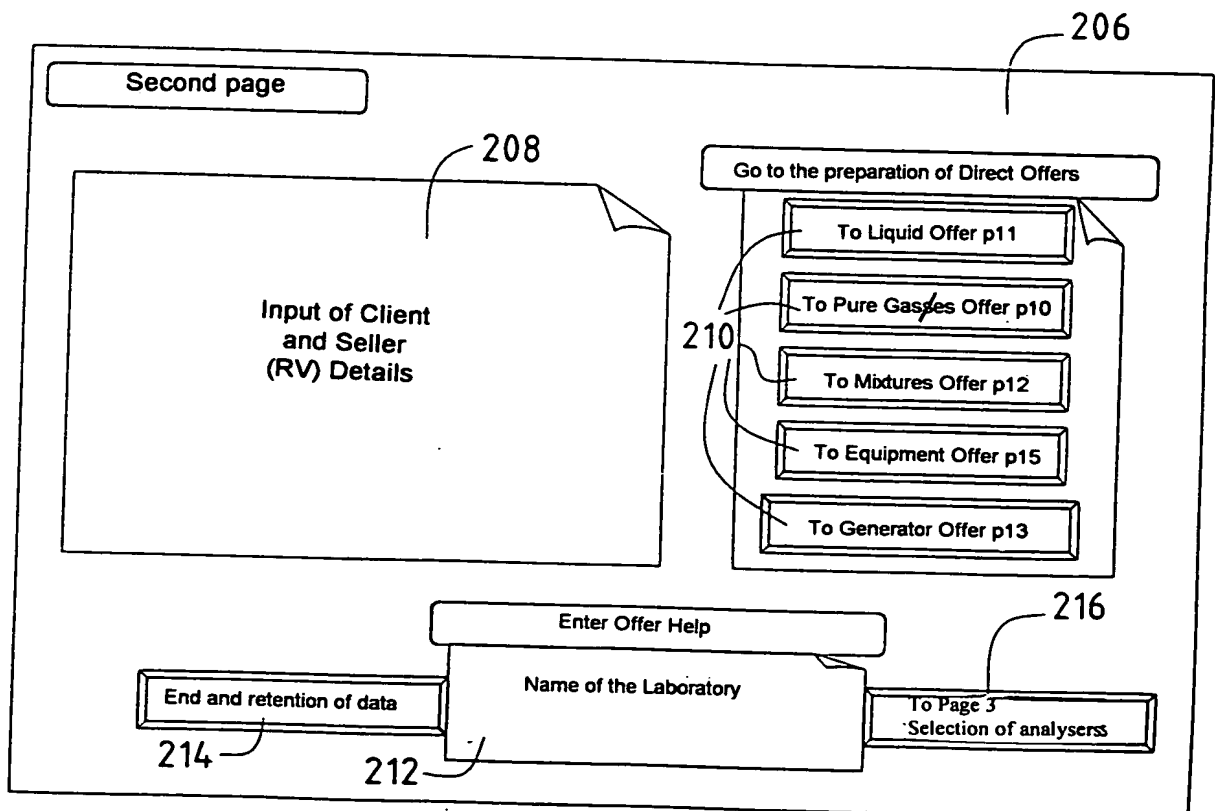 206
Second page
208
Go to the preparation of Direct Offers
To Liquid Offer p11
To Pure Gasses Offer p10
210
To Mixtures Offer p12
To Equipment Offer p15
To Generator Offer p13
Input of Client
and Seller
(RV) Details
216
Enter Offer Help
End and retention of data
Name of the Laboratory
To Page 3
Selection of analyserss
214
212